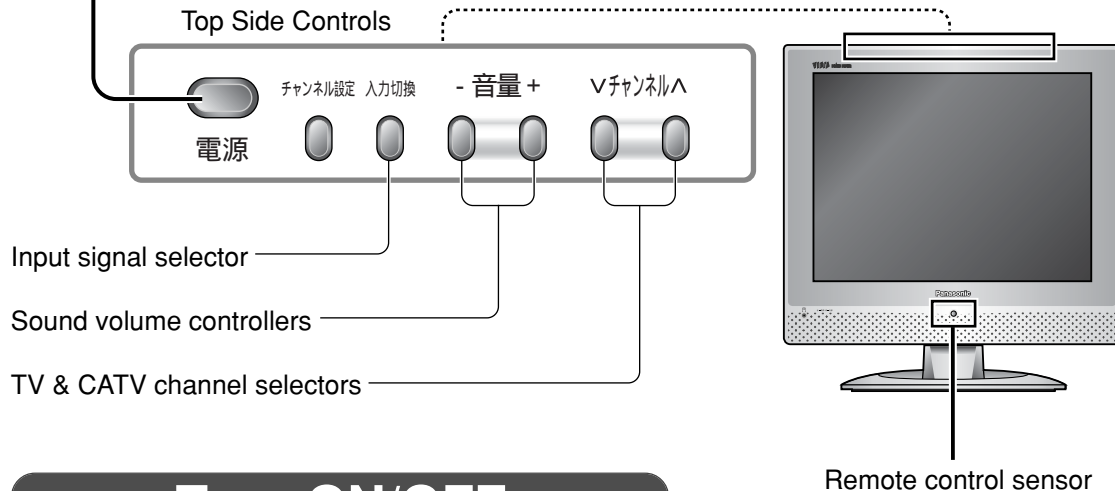 Top Side Controls
電源
チャンネル設定 入力切換
- 音量 +
∨チャンネル∧
Input signal selector
Sound volume controllers
TV & CATV channel selectors
Panasonic
Remote control sensor